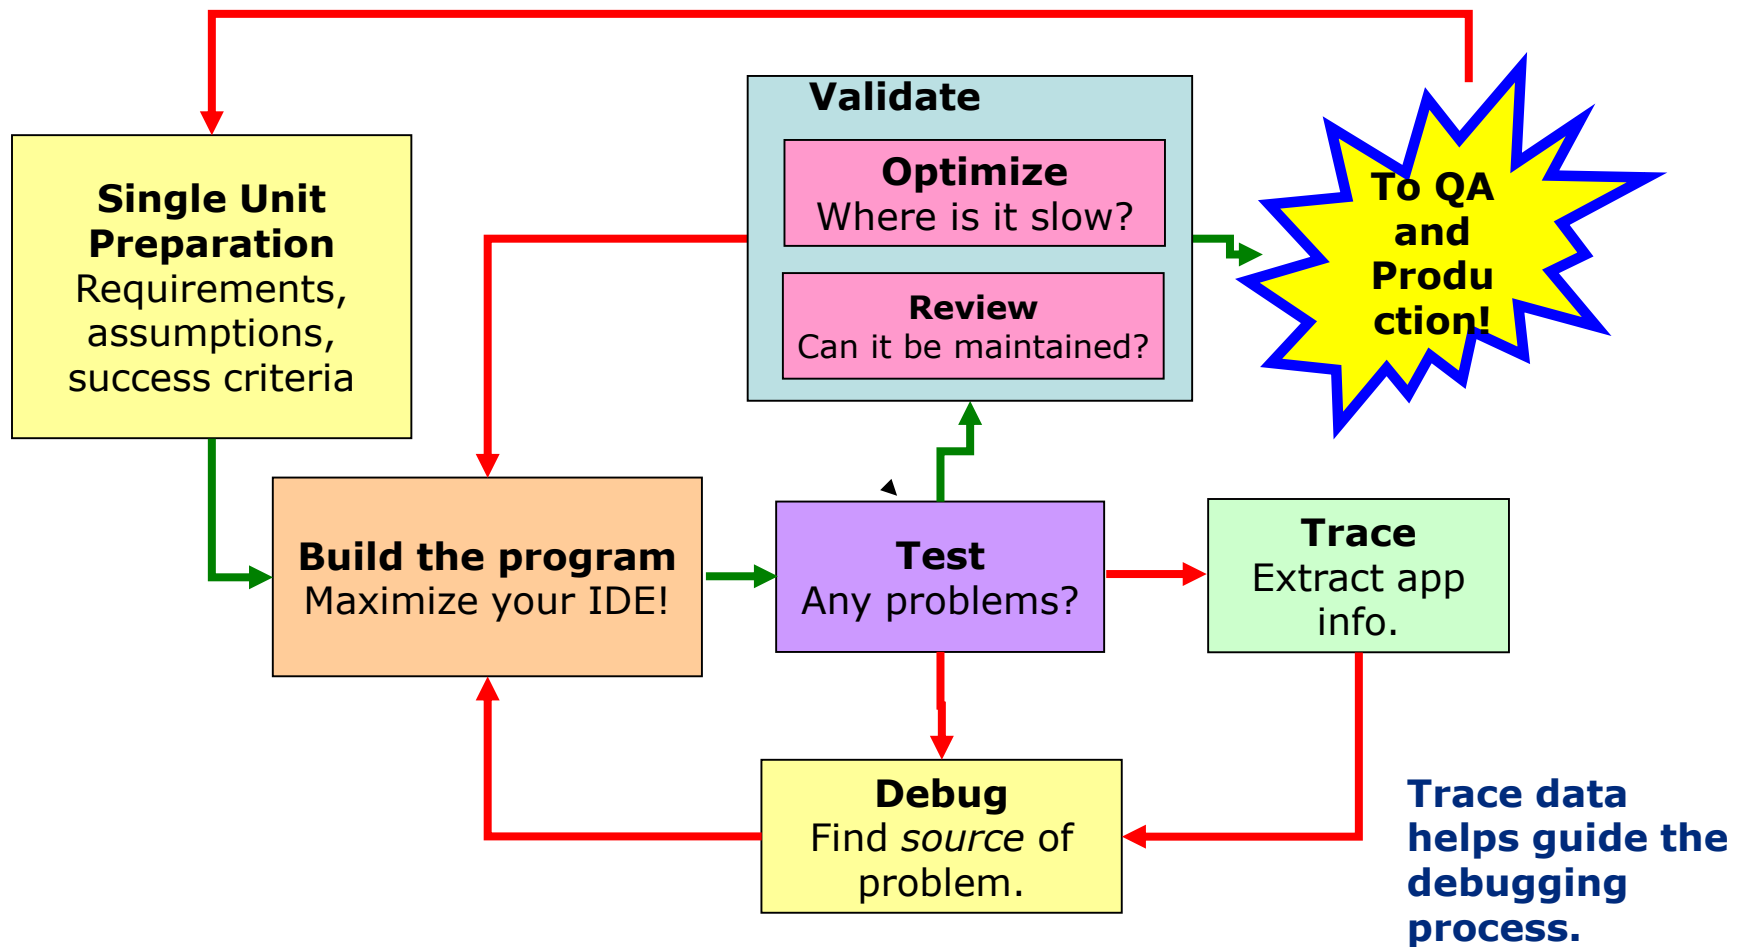 Validate
Optimize
Where is it slow?
Review
Can it be maintained?
To QA
and
Produ
ction!
Single Unit
Preparation
Requirements,
assumptions,
success criteria
Build the program
Maximize your IDE!
Test
Any problems?
Trace
Extract app
info.
Debug
Find source of
problem.
Trace data
helps guide the
debugging
process.